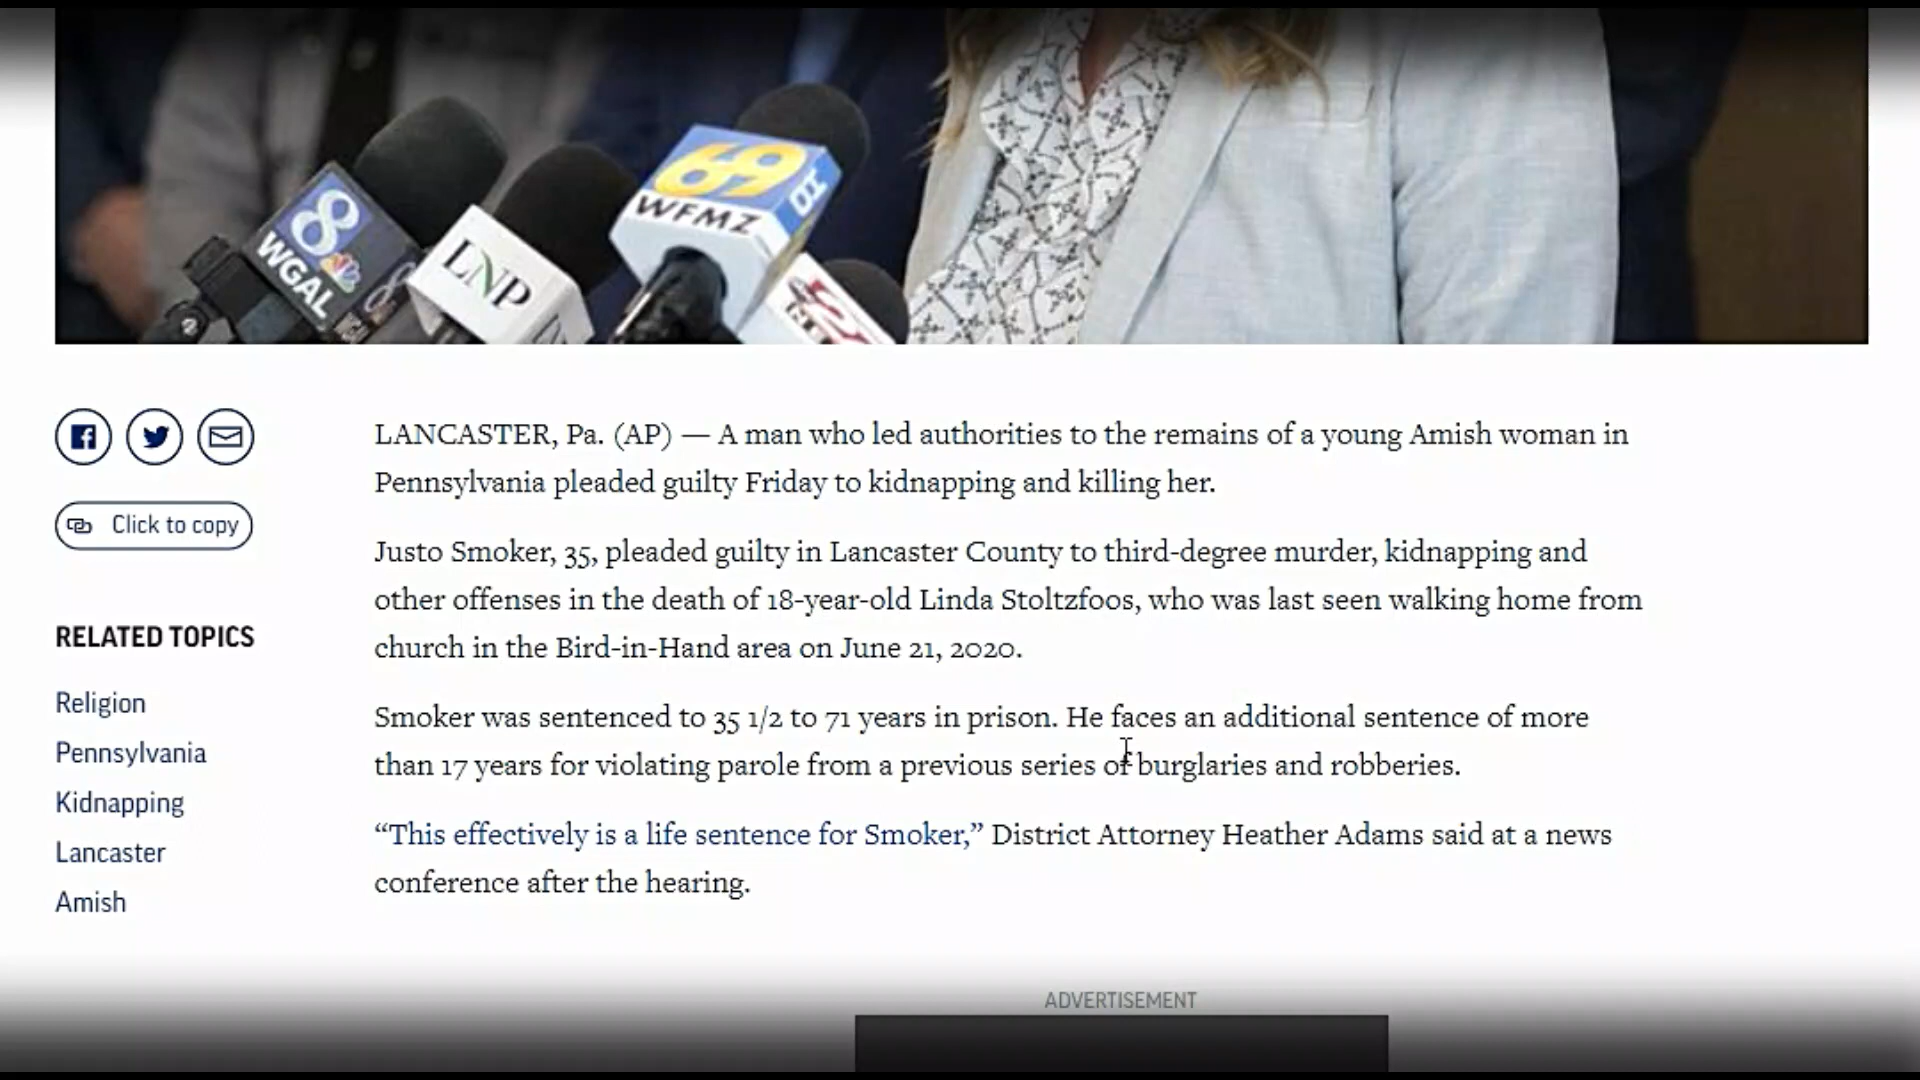 8
WGAL
LNP
69
WFMZ
LANCASTER, Pa. (AP) — A man who led authorities to the remains of a young Amish woman in
Pennsylvania pleaded guilty Friday to kidnapping and killing her.
Click to copy
Justo Smoker, 35, pleaded guilty in Lancaster County to third-degree murder, kidnapping and
other offenses in the death of 18-year-old Linda Stoltzfoos, who was last seen walking home from
church in the Bird-in-Hand area on June 21, 2020.
RELATED TOPICS
Religion
Pennsylvania
Kidnapping
Lancaster
Amish
Smoker was sentenced to 35 1/2 to 71 years in prison. He faces an additional sentence of more
than 17 years for violating parole from a previous series of burglaries and robberies.
“This effectively is a life sentence for Smoker,” District Attorney Heather Adams said at a news
conference after the hearing.
ADVERTISEMENT